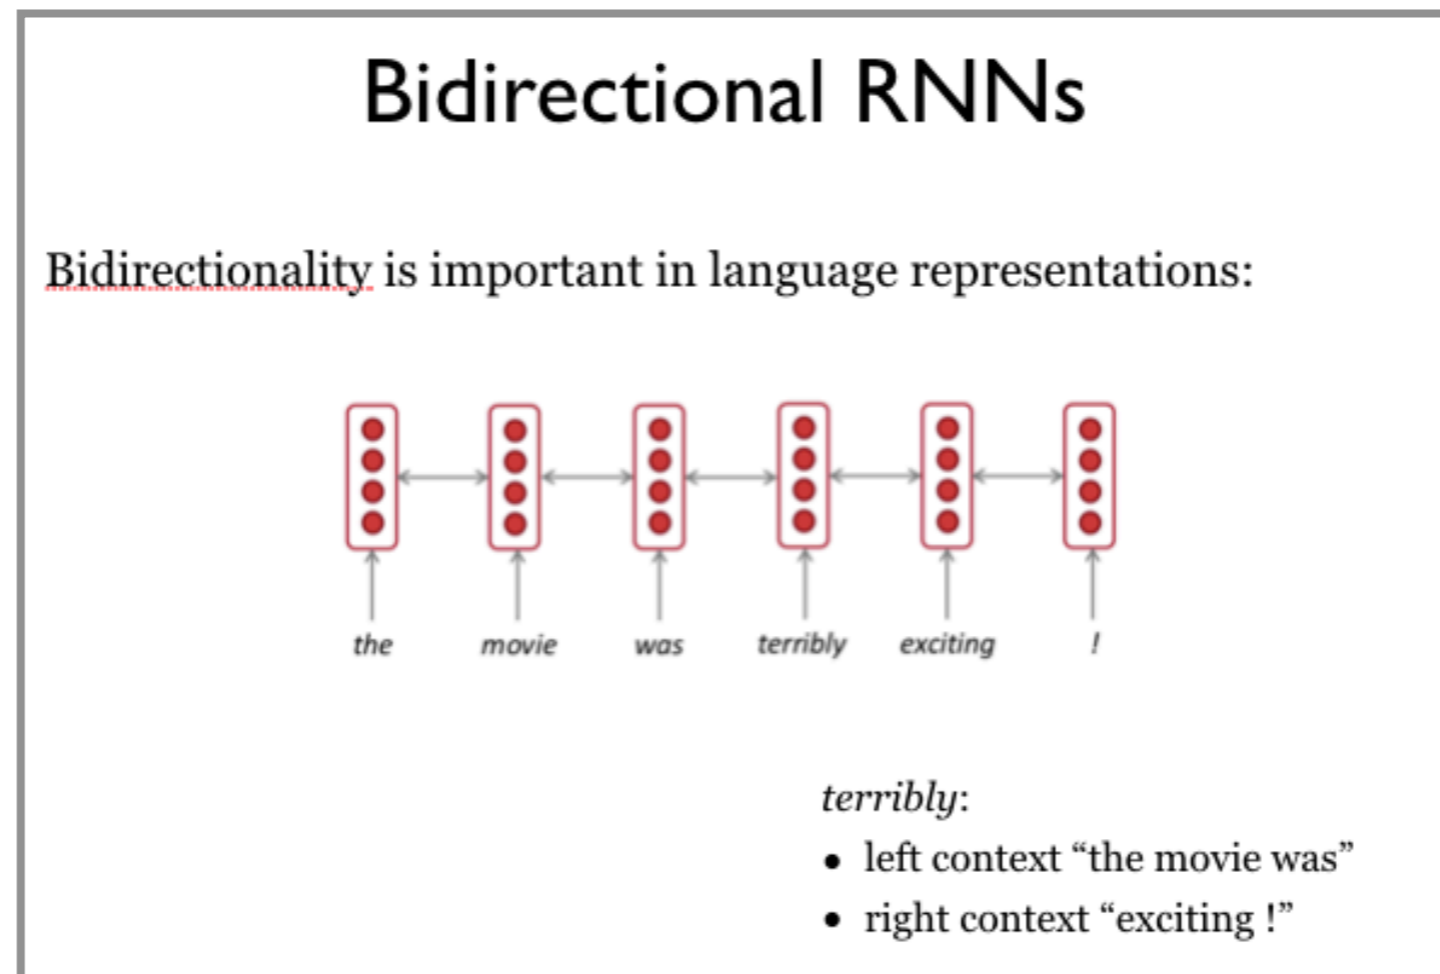 Bidirectional RNNs
Bidirectionality is important in language representations:
the movie was terribly exciting !
terribly:
• left context “the movie was”
• right context “exciting !”